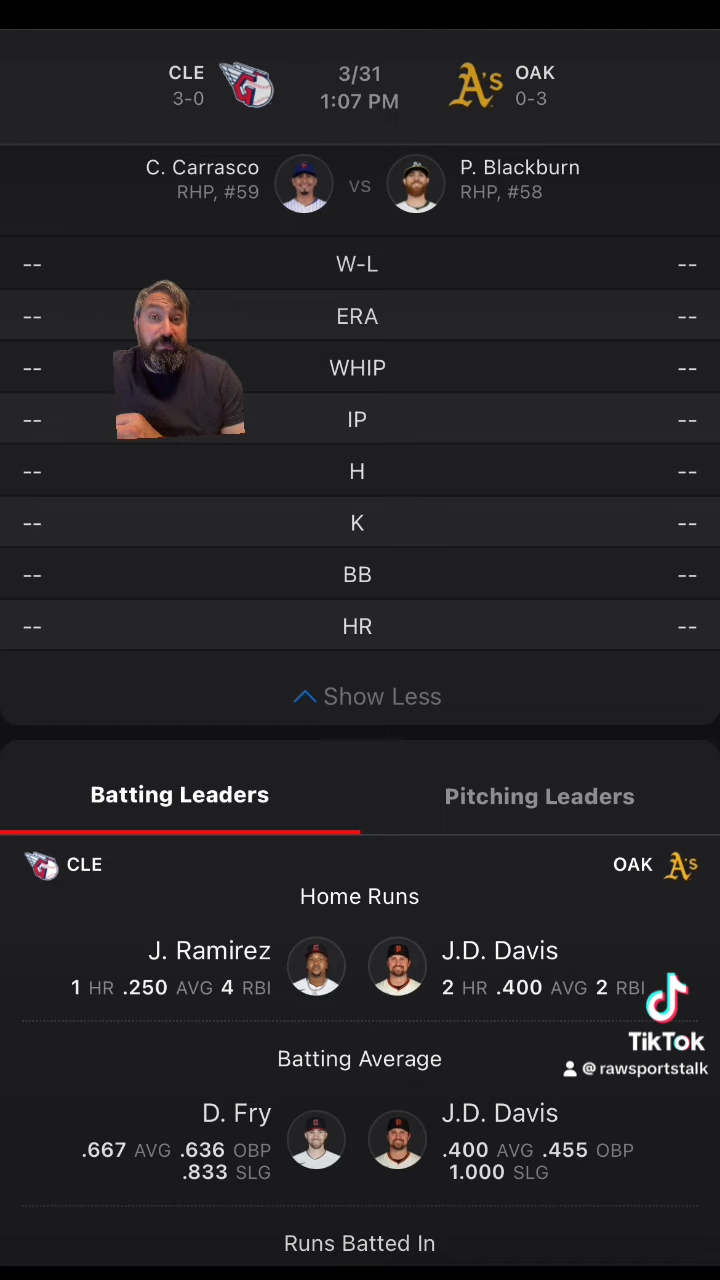 CLE
3-0
3/31
1:07 PM
OAK
0-3
C. Carrasco
RHP, #59
vs
P. Blackburn
RHP, #58
-- W-L --
-- ERA --
-- WHIP --
-- IP --
-- H --
-- K --
-- BB --
-- HR --
Show Less
Batting Leaders
Pitching Leaders
CLE
OAK A's
Home Runs
J. Ramirez
1 HR .250 AVG 4 RBI
J.D. Davis
2 HR .400 AVG 2 RBI
TikTok
@rawsportstalk
Batting Average
D. Fry
.667 AVG .636 OBP
.833 SLG
J.D. Davis
.400 AVG .455 OBP
1.000 SLG
Runs Batted In